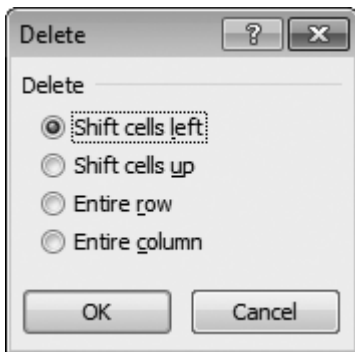 Delete
Delete
Shift cells left
Shift cells up
Entire row
Entire column
OK Cancel